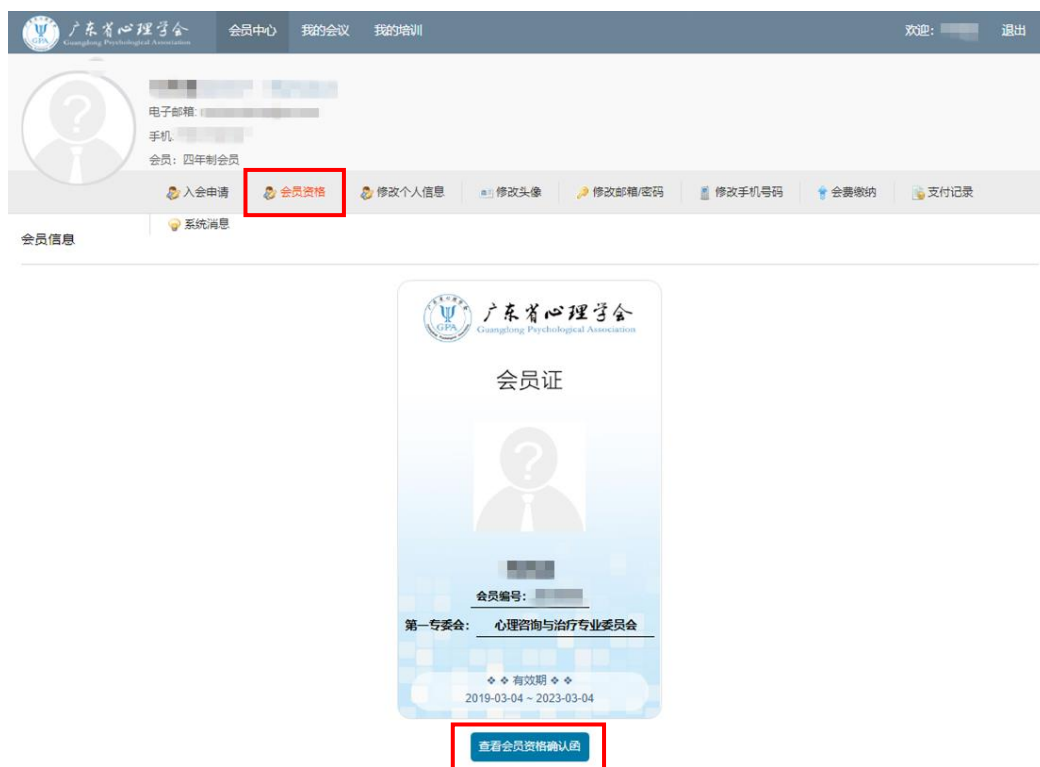 广东省心理学会 会员中心 我的会议 我的培训 欢迎: 退出
GPA Guangdong Psychological Association
电子邮箱:
手机
会员：四年制会员
入会申请 会员资格 修改个人信息 修改头像 修改邮箱/密码 修改手机号码 会费缴纳 支付记录
系统消息
会员信息
广东省心理学会
GPA Guangdong Psychological Association
会员证
会员编号：
第一专委会： 心理咨询与治疗专业委员会
有效期
2019-03-04 ~ 2023-03-04
查看会员资格确认函